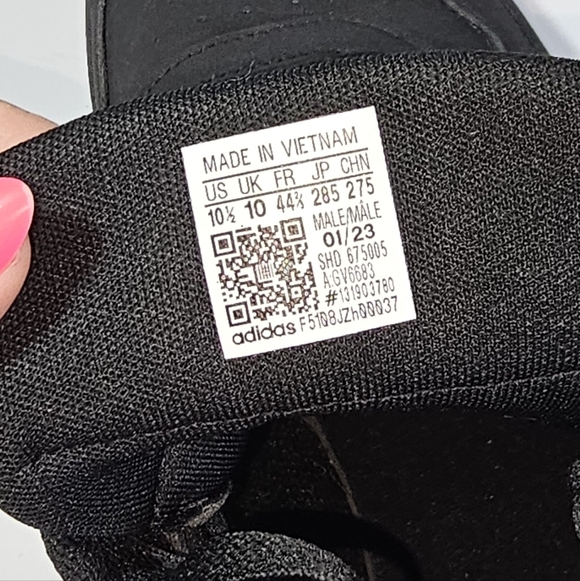 MADE IN VIETNAM
US UK FR JP CHN
10½ 10 44⅔ 285 275
MALE/MÂLE
01/23
SHD 675005
A:GV6683
#131903780
adidas F5108JZh00037